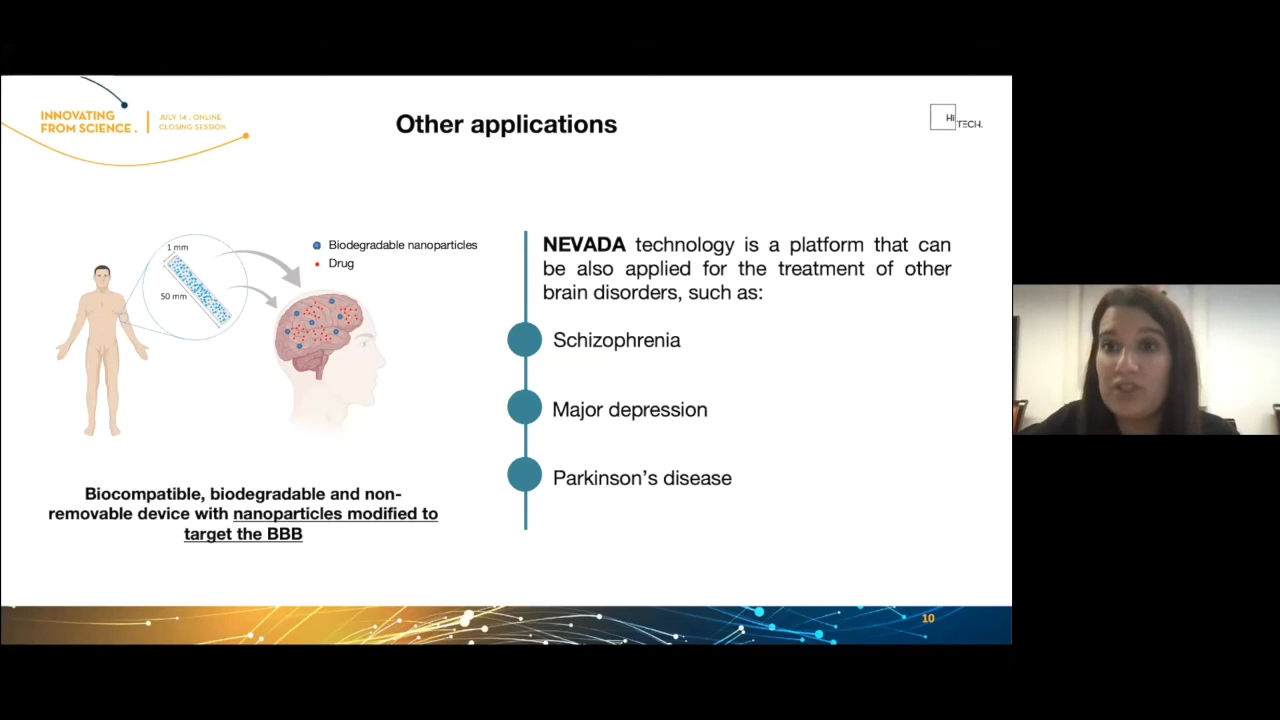 INNOVATING
FROM SCIENCE.
JULY 14 . ONLINE
CLOSING SESSION
Other applications
Hi
TECH.
1 mm
50 mm
Biodegradable nanoparticles
Drug
Biocompatible, biodegradable and non-
removable device with nanoparticles modified to
target the BBB
NEVADA technology is a platform that can
be also applied for the treatment of other
brain disorders, such as:
Schizophrenia
Major depression
Parkinson's disease
10